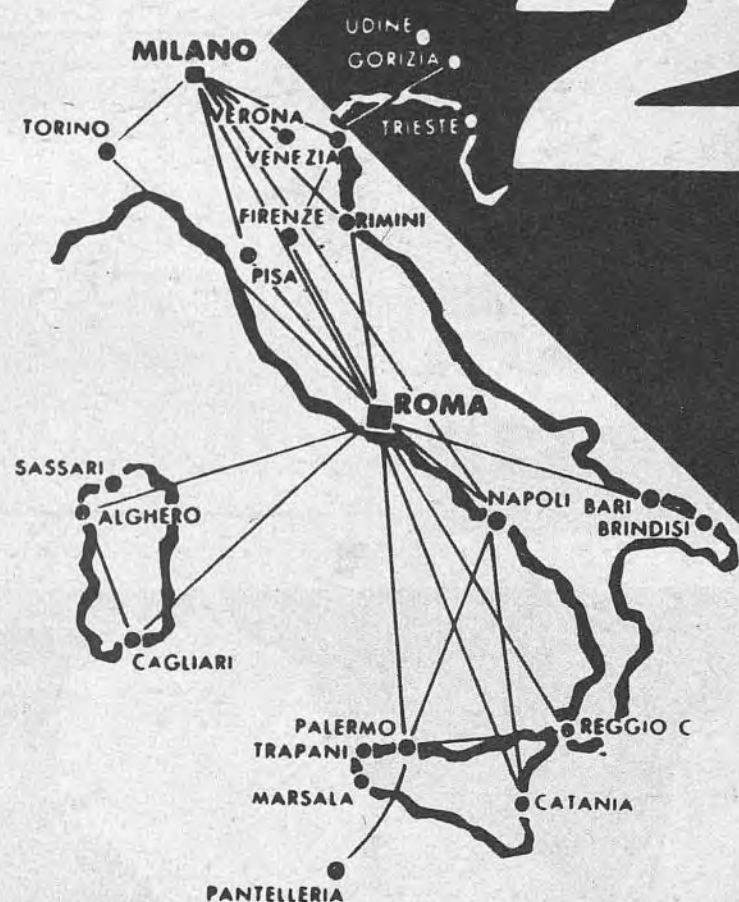 2
UDINE
MILANO
GORIZIA
TORINO
VERONA
TRIESTE
VENEZIA
FIRENZE
RIMINI
PISA
ROMA
SASSARI
ALGHERO
NAPOLI
BARI
BRINDISI
CAGLIARI
PALERMO
REGGIO C
TRAPANI
MARSALA
CATANIA
PANTELLERIA